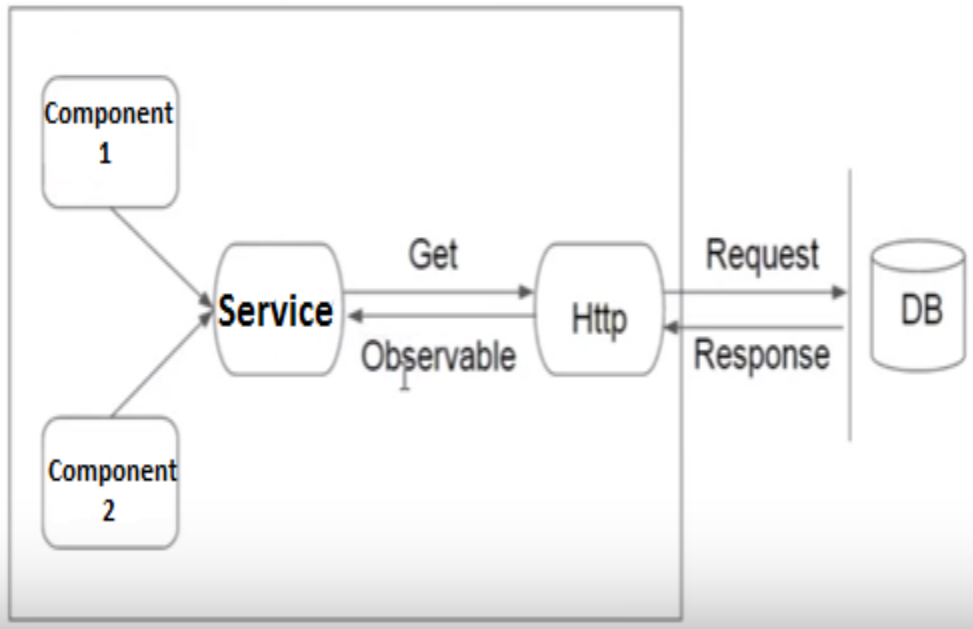 Component
1
Service
Get
Observable
Http
Request
Response
DB
Component
2